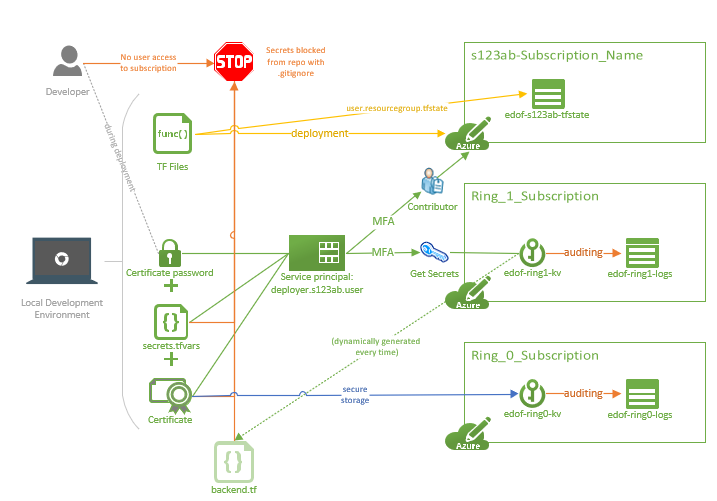 No user access
to subscription
STOP
Secrets blocked
from repo with
.gitignore
Developer
s123ab-Subscription_Name
edof-s123ab-tfstate
user.resourcegroup.tfstate
func()
deployment
TF Files
Azure
during deployment
Contributor
MFA
Ring_1_Subscription
MFA
Get Secrets
auditing
edof-ring1-kv
edof-ring1-logs
Azure
Certificate password
+
Service principal:
deployer.s123ab.user
Local Development
Environment
{}
secrets.tfvars
+
(dynamically generated
every time)
Ring_0_Subscription
Certificate
secure
storage
auditing
edof-ring0-kv
edof-ring0-logs
Azure
{}
backend.tf